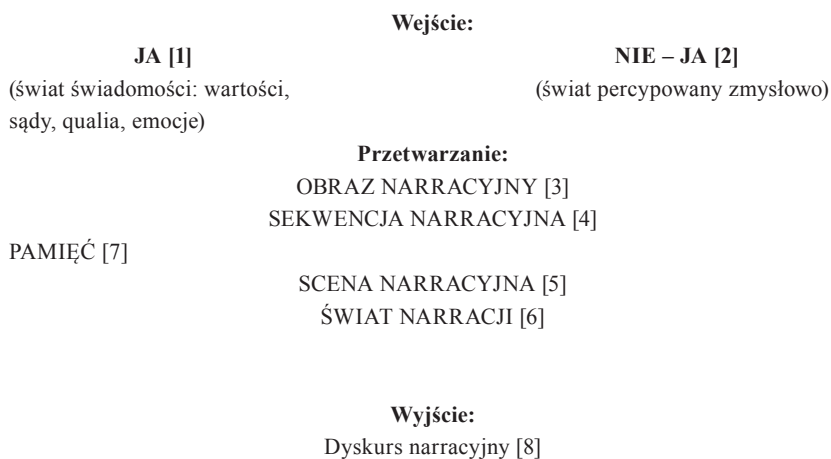 Wejście:
JA [1] NIE – JA [2]
(świat świadomości: wartości, (świat percypowany zmysłowo)
sądy, qualia, emocje)
Przetwarzanie:
OBRAZ NARRACYJNY [3]
SEKWENCJA NARRACYJNA [4]
PAMIĘĆ [7]
SCENA NARRACYJNA [5]
ŚWIAT NARRACJI [6]
Wyjście:
Dyskurs narracyjny [8]